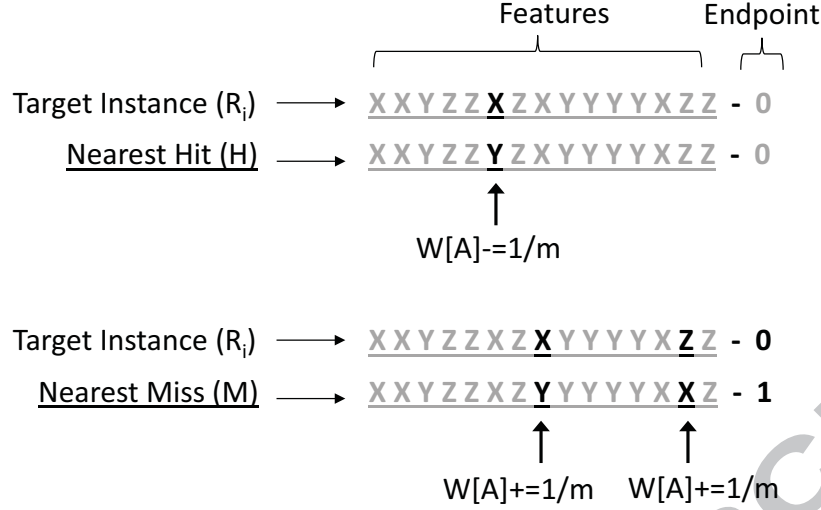 Features Endpoint
Target Instance (Ri) X X Y Z Z X Z X Y Y Y Y X Z Z - 0
Nearest Hit (H) X X Y Z Z Y Z X Y Y Y Y X Z Z - 0
W[A]-=1/m
Target Instance (Ri) X X Y Z Z X Z X Y Y Y Y X Z Z - 0
Nearest Miss (M) X X Y Z Z X Z Y Y Y Y Y X X Z - 1
W[A]+=1/m W[A]+=1/m